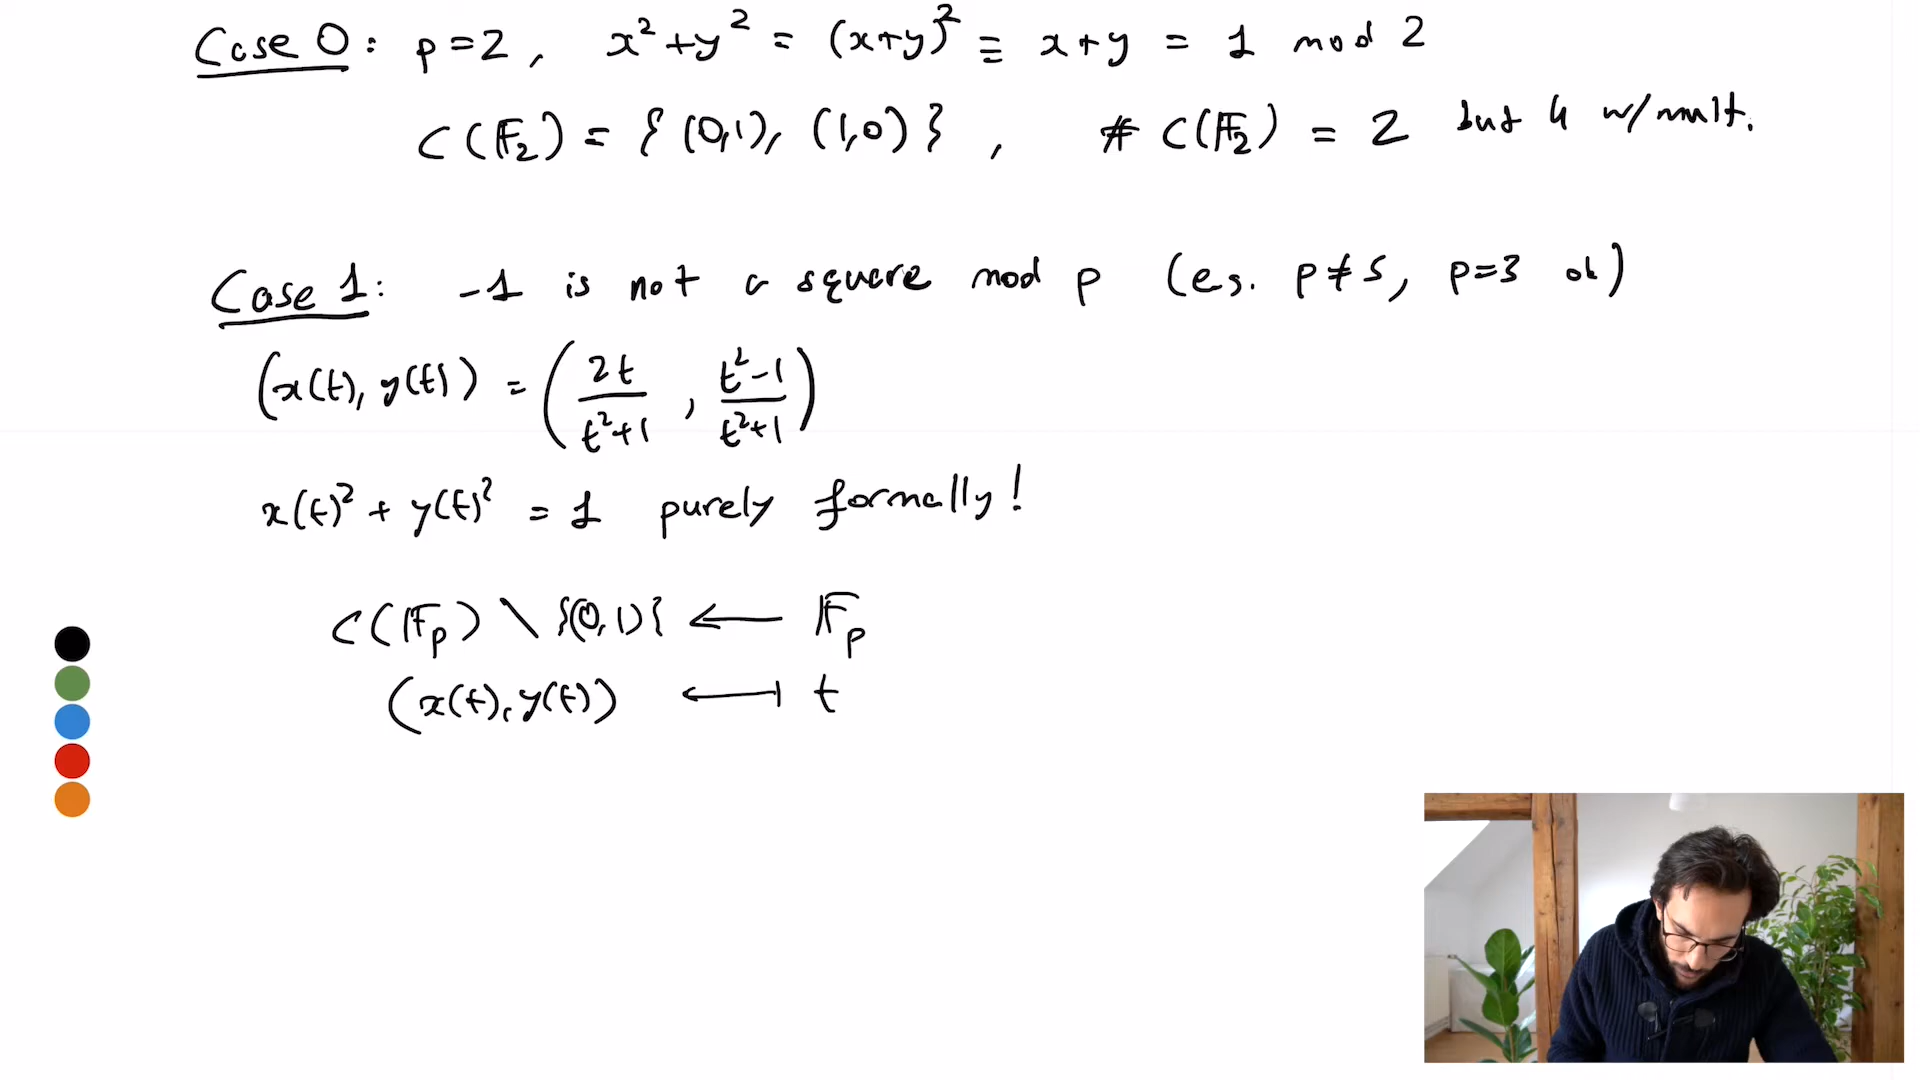 Case 0: p=2, x²+y² = (x+y)² ≡ x+y = 1 mod 2
C(𝔽₂) = {(0,1), (1,0)}, # C(𝔽₂) = 2 but 4 w/mult.
Case 1: -1 is not a square mod p (eg. p≠5, p=3 ok)
(x(t), y(t)) = (2t/(t²+1), (t²-1)/(t²+1))
x(t)² + y(t)² = 1 purely formally!
C(𝔽ₚ) \ {(0,1)} ⟵ 𝔽ₚ
(x(t), y(t)) ⟻ t